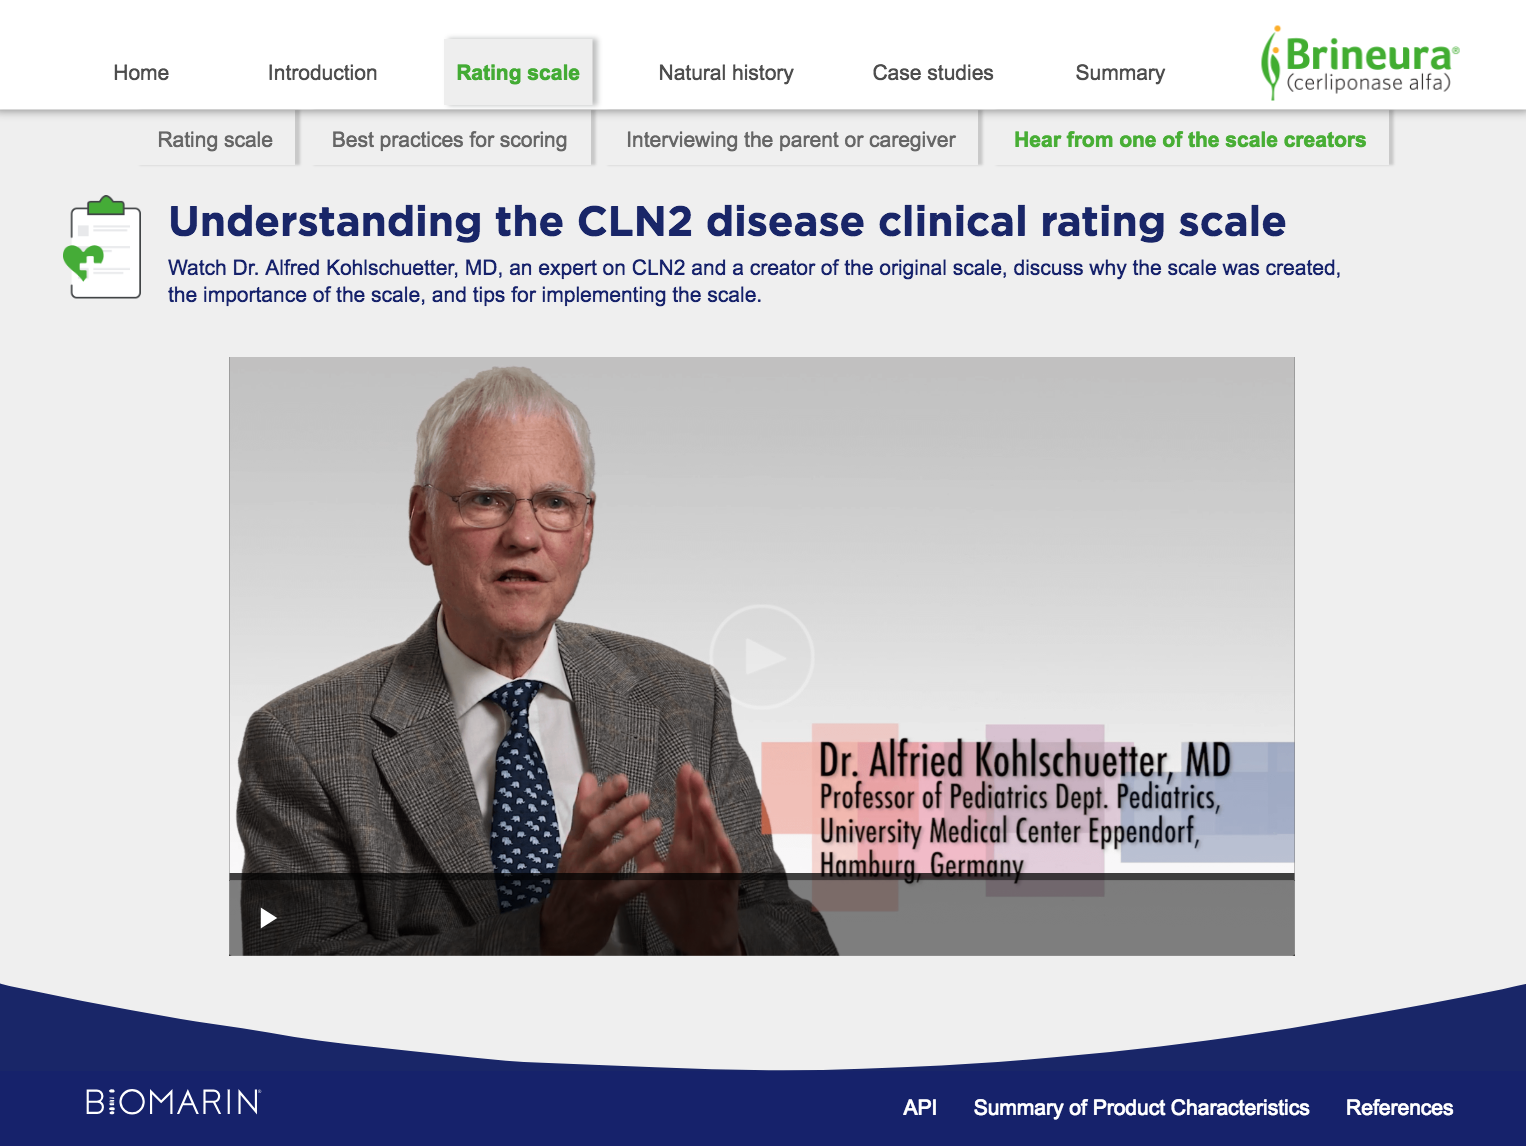 Home
Introduction
Rating scale
Natural history
Case studies
Summary
Brineura®
(cerliponase alfa)
Rating scale
Best practices for scoring
Interviewing the parent or caregiver
Hear from one of the scale creators
Understanding the CLN2 disease clinical rating scale
Watch Dr. Alfred Kohlschuetter, MD, an expert on CLN2 and a creator of the original scale, discuss why the scale was created,
the importance of the scale, and tips for implementing the scale.
Dr. Alfried Kohlschuetter, MD
Professor of Pediatrics Dept. Pediatrics,
University Medical Center Eppendorf,
Hamburg, Germany
BIOMARIN®
API
Summary of Product Characteristics
References